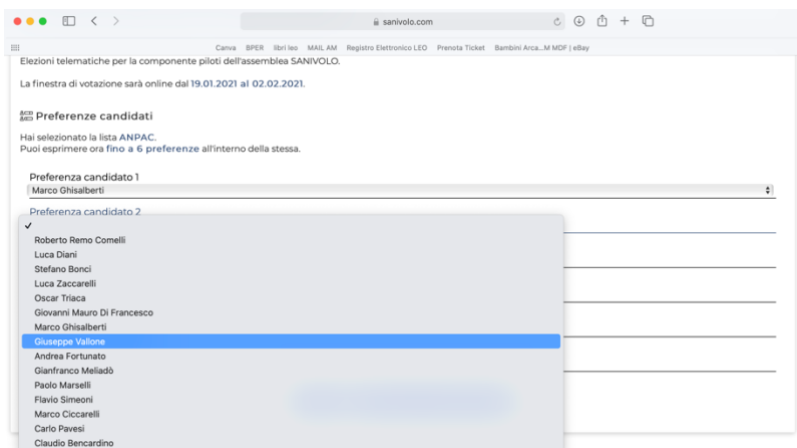 sanivolo.com
Canva BPER libri leo MAIL AM Registro Elettronico LEO Prenota Ticket Bambini Arca...M MDF | eBay
Elezioni telematiche per la componente piloti dell'assemblea SANIVOLO.
La finestra di votazione sarà online dal 19.01.2021 al 02.02.2021.
Preferenze candidati
Hai selezionato la lista ANPAC.
Puoi esprimere ora fino a 6 preferenze all'interno della stessa.
Preferenza candidato 1
Marco Ghisalberti
Preferenza candidato 2
Roberto Remo Comelli
Luca Diani
Stefano Bonci
Luca Zaccarelli
Oscar Triaca
Giovanni Mauro Di Francesco
Marco Ghisalberti
Giuseppe Vallone
Andrea Fortunato
Gianfranco Meliadò
Paolo Marselli
Flavio Simeoni
Marco Ciccarelli
Carlo Pavesi
Claudio Bencardino